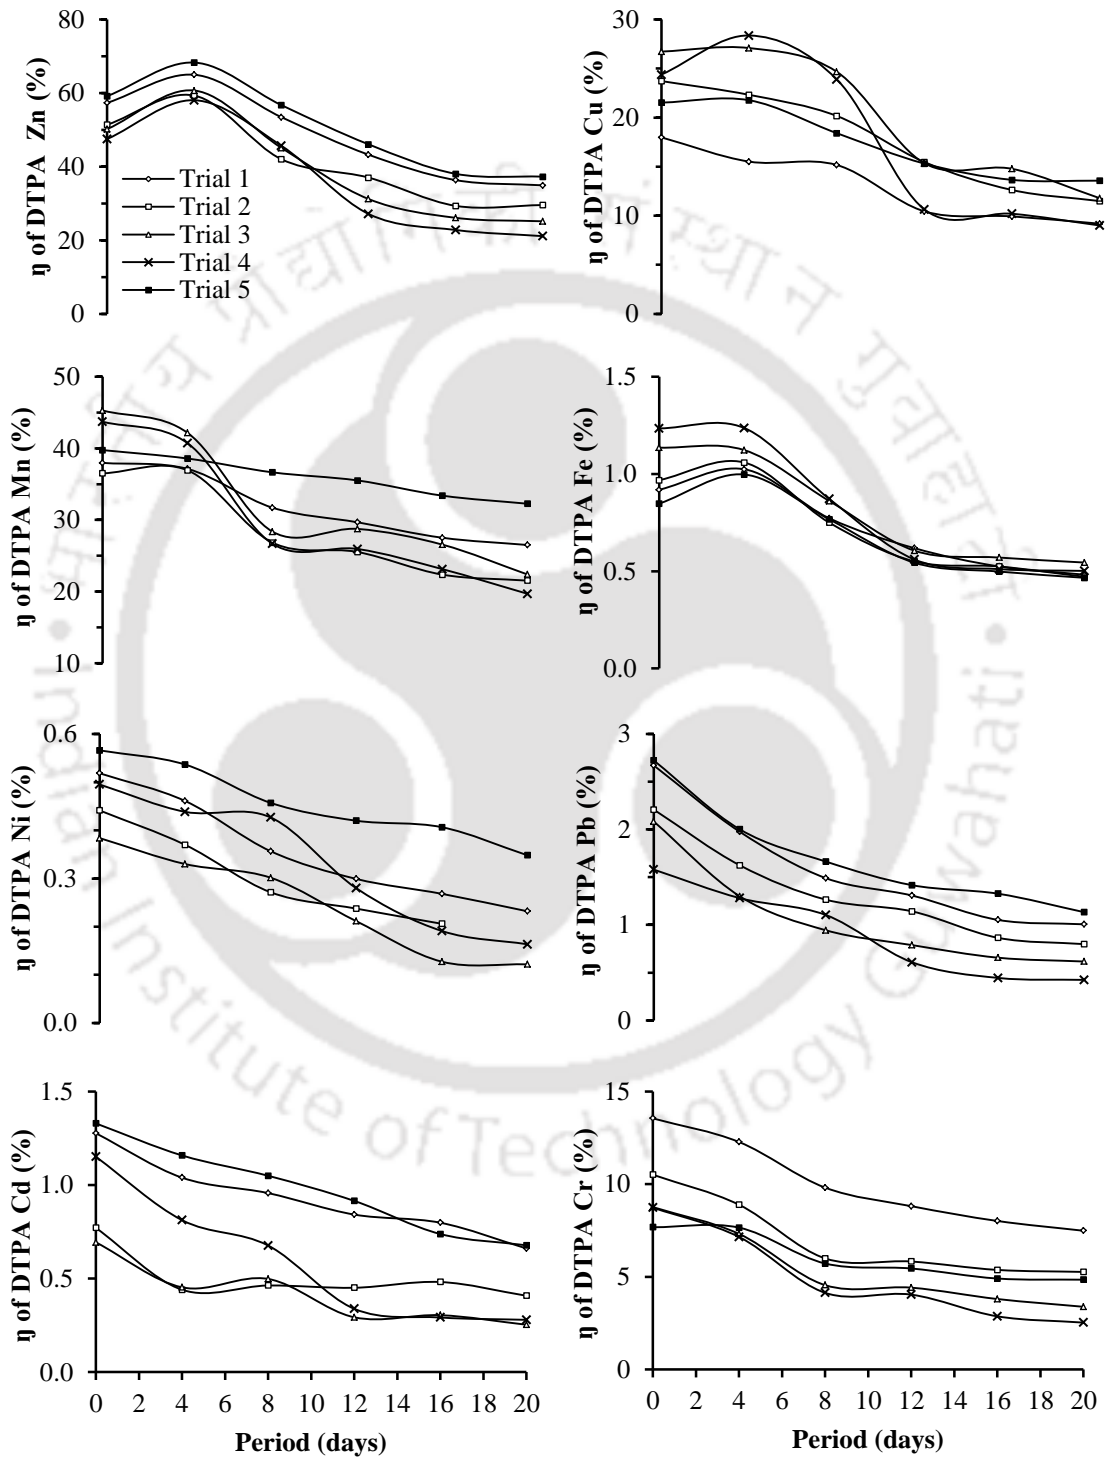 80
60
40
20
0
η of DTPA Zn (%)
Trial 1
Trial 2
Trial 3
Trial 4
Trial 5
30
20
10
0
η of DTPA Cu (%)
50
40
30
20
10
η of DTPA Mn (%)
1.5
1.0
0.5
0.0
η of DTPA Fe (%)
0.6
0.3
0.0
η of DTPA Ni (%)
3
2
1
0
η of DTPA Pb (%)
1.5
1.0
0.5
0.0
η of DTPA Cd (%)
0 2 4 6 8 10 12 14 16 18 20
Period (days)
15
10
5
0
η of DTPA Cr (%)
0 2 4 6 8 10 12 14 16 18 20
Period (days)
Indian Institute of Technology Guwahati